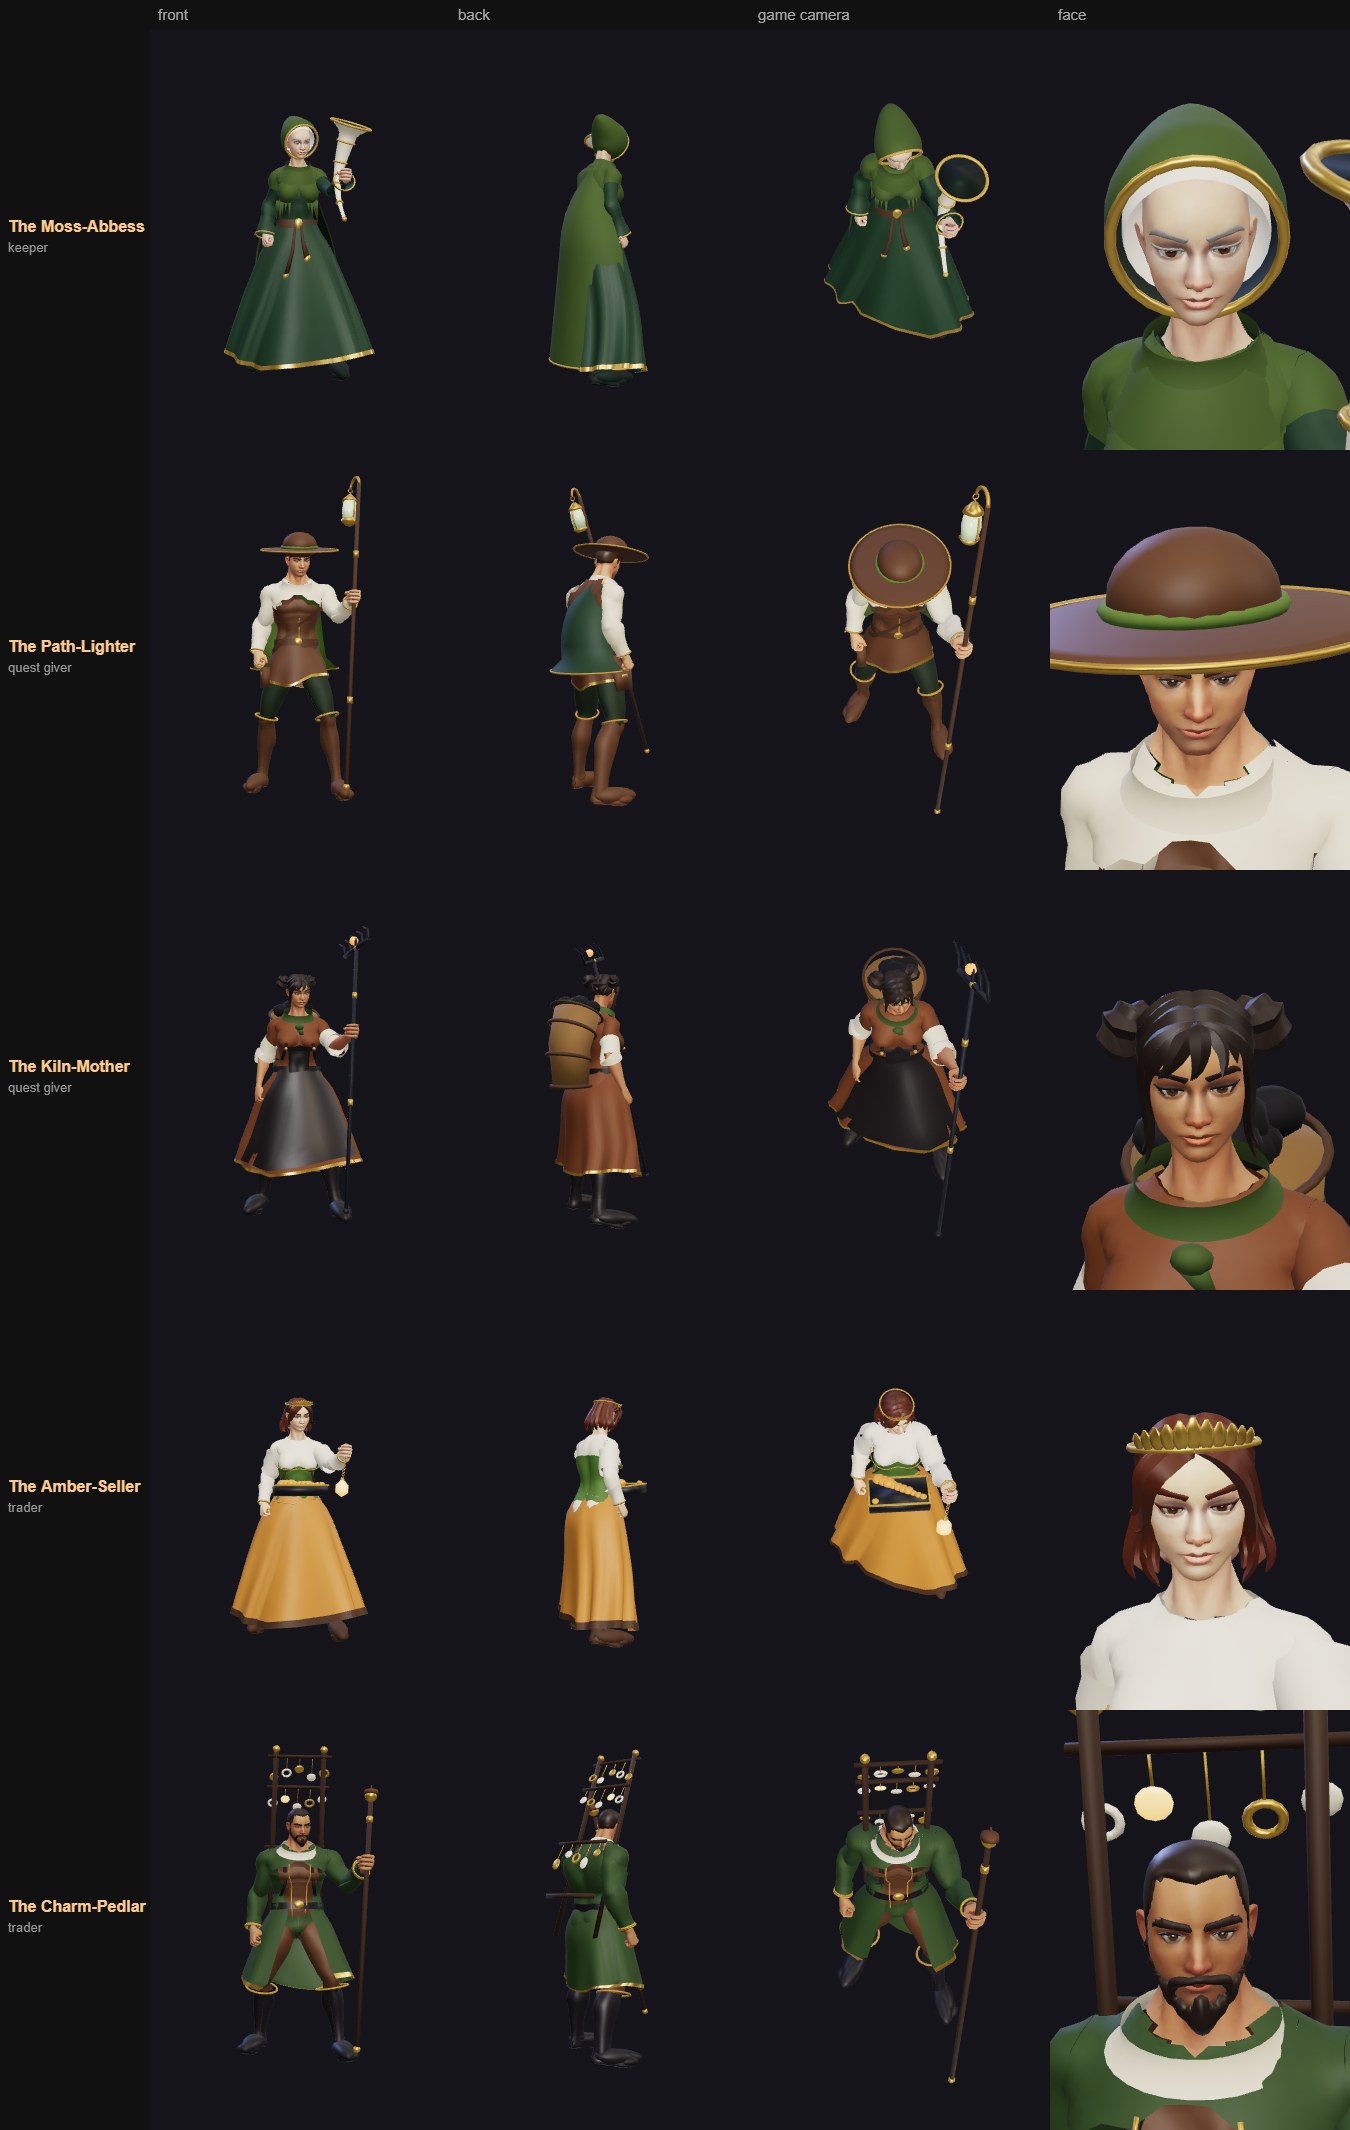 front back game camera face
The Moss-Abbess
keeper
The Path-Lighter
quest giver
The Kiln-Mother
quest giver
The Amber-Seller
trader
The Charm-Pedlar
trader